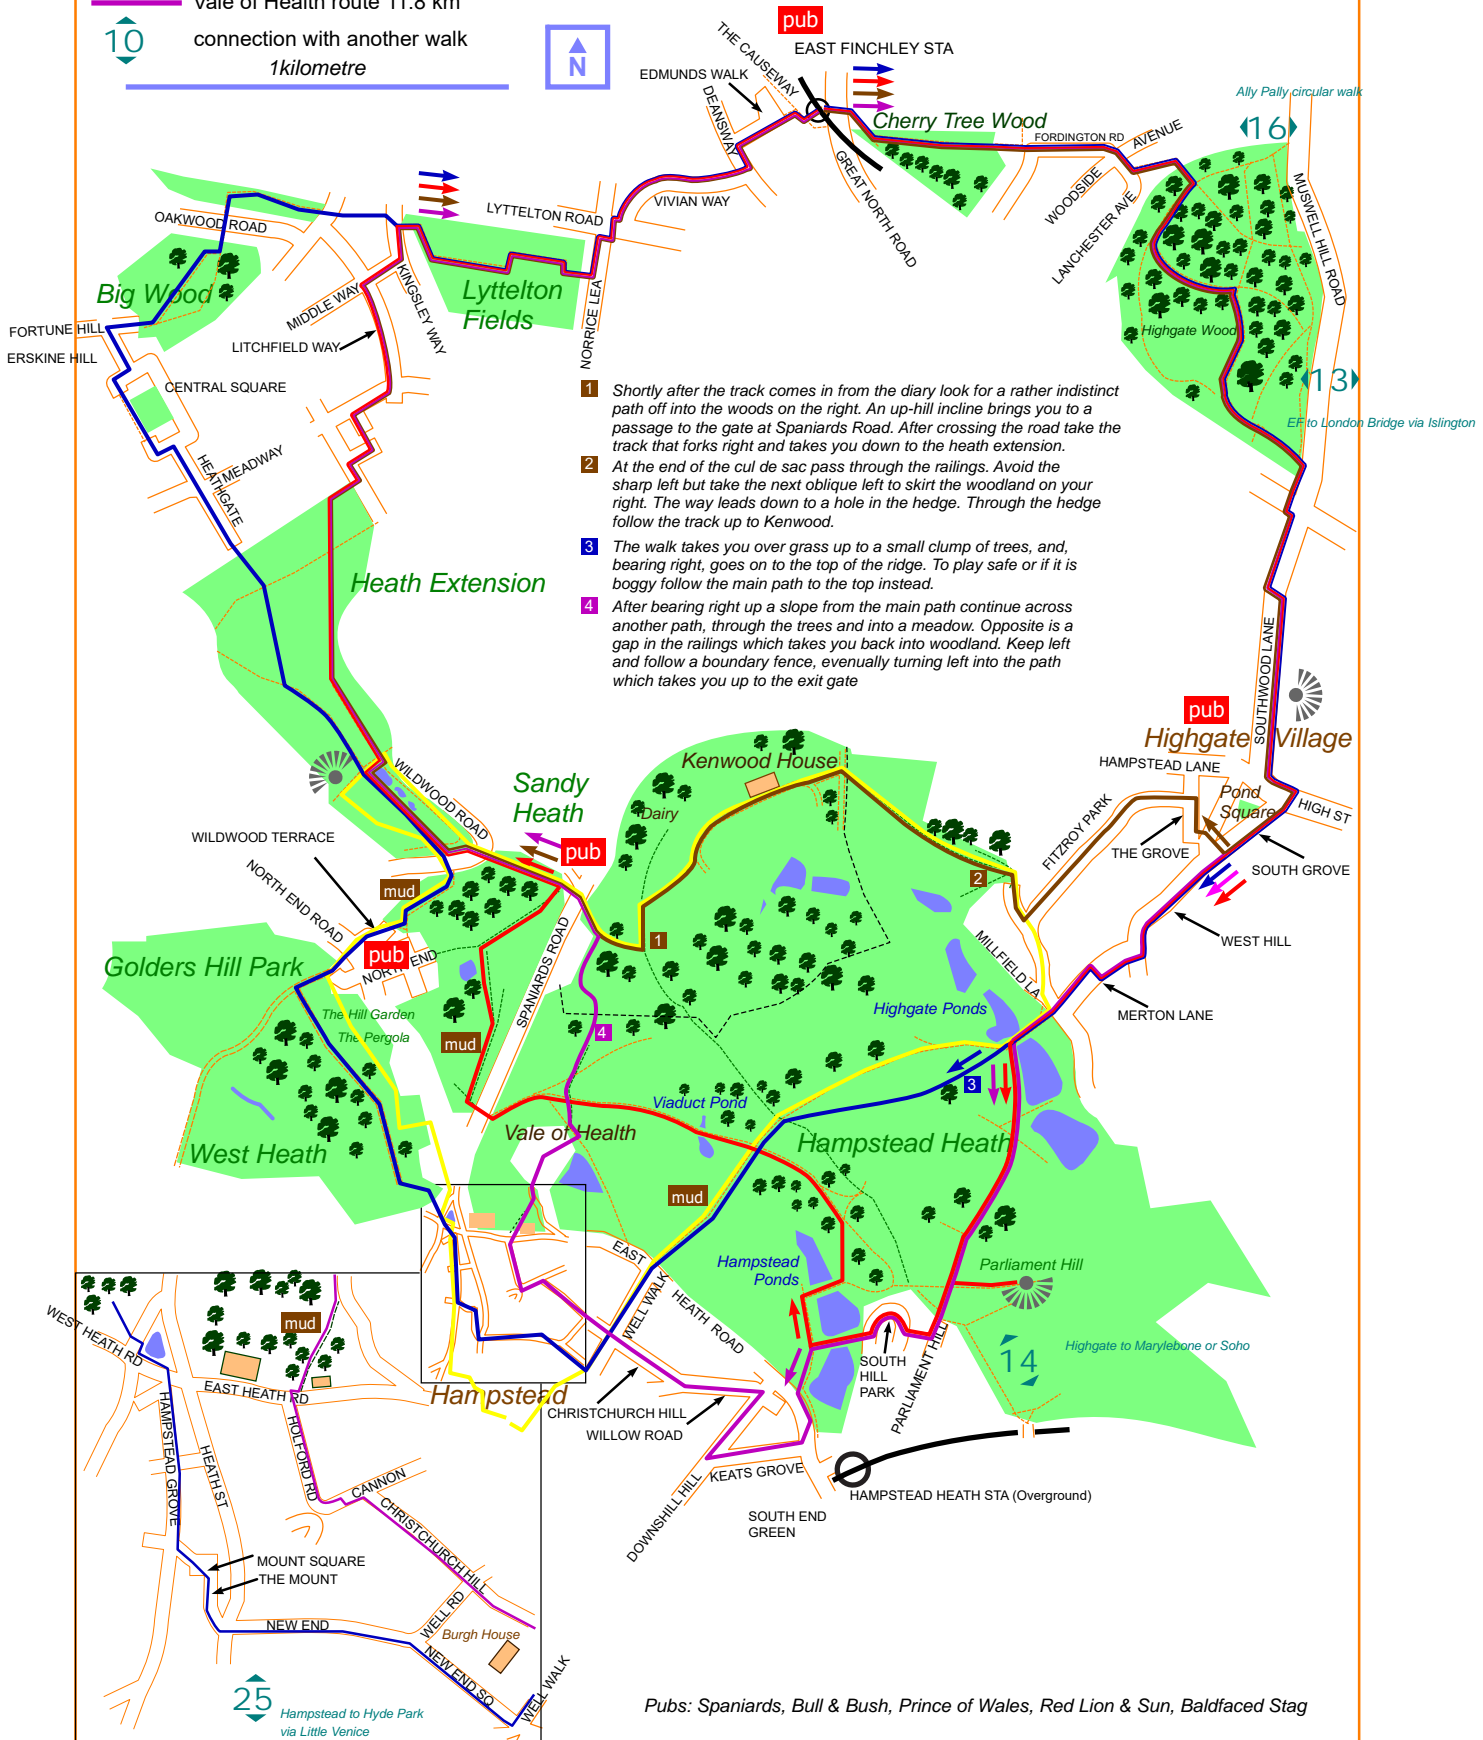 Vale of Health route 11.8 km
10
connection with another walk
1kilometre
N
pub
EAST FINCHLEY STA
THE CAUSEWAY
EDMUNDS WALK
DEANSWAY
Cherry Tree Wood
FORDINGTON RD
AVENUE
Ally Pally circular walk
16
WOODSIDE
LANCHESTER AVE
MUSWELL HILL ROAD
GREAT NORTH ROAD
VIVIAN WAY
LYTTELTON ROAD
OAKWOOD ROAD
Big Wood
KINGSLEY WAY
Lyttelton
Fields
NORRICE LEA
MIDDLE WAY
LITCHFIELD WAY
FORTUNE HILL
ERSKINE HILL
CENTRAL SQUARE
Highgate Wood
13
EF to London Bridge via Islington
MEADWAY
HEATHGATE
1
Shortly after the track comes in from the diary look for a rather indistinct
path off into the woods on the right. An up-hill incline brings you to a
passage to the gate at Spaniards Road. After crossing the road take the
track that forks right and takes you down to the heath extension.
2
At the end of the cul de sac pass through the railings. Avoid the
sharp left but take the next oblique left to skirt the woodland on your
right. The way leads down to a hole in the hedge. Through the hedge
follow the track up to Kenwood.
3
The walk takes you over grass up to a small clump of trees, and,
bearing right, goes on to the top of the ridge. To play safe or if it is
boggy follow the main path to the top instead.
4
After bearing right up a slope from the main path continue across
another path, through the trees and into a meadow. Opposite is a
gap in the railings which takes you back into woodland. Keep left
and follow a boundary fence, evenually turning left into the path
which takes you up to the exit gate
Heath Extension
SOUTHWOOD LANE
pub
Highgate Village
HAMPSTEAD LANE
Pond
Square
HIGH ST
FITZROY PARK
THE GROVE
SOUTH GROVE
WEST HILL
MERTON LANE
MILLFIELD LA
Kenwood House
Dairy
Sandy
Heath
pub
WILDWOOD ROAD
WILDWOOD TERRACE
NORTH END ROAD
mud
pub
NORTH END
Golders Hill Park
The Hill Garden
The Pergola
mud
SPANIARDS ROAD
1
2
4
3
Highgate Ponds
Viaduct Pond
Vale of Health
Hampstead Heath
West Heath
mud
Hampstead
Ponds
Parliament Hill
EAST
HEATH ROAD
WELL WALK
SOUTH
HILL
PARK
PARLIAMENT HILL
14
Highgate to Marylebone or Soho
Hampstead
CHRISTCHURCH HILL
WILLOW ROAD
KEATS GROVE
DOWNSHILL HILL
SOUTH END
GREEN
HAMPSTEAD HEATH STA (Overground)
WEST HEATH RD
mud
EAST HEATH RD
HAMPSTEAD GROVE
HEATH ST
HOLFORD RD
CANNON
CHRISTCHURCH HILL
MOUNT SQUARE
THE MOUNT
NEW END
WELL RD
Burgh House
NEW END SQ
WELL WALK
25
Hampstead to Hyde Park
via Little Venice
Pubs: Spaniards, Bull & Bush, Prince of Wales, Red Lion & Sun, Baldfaced Stag